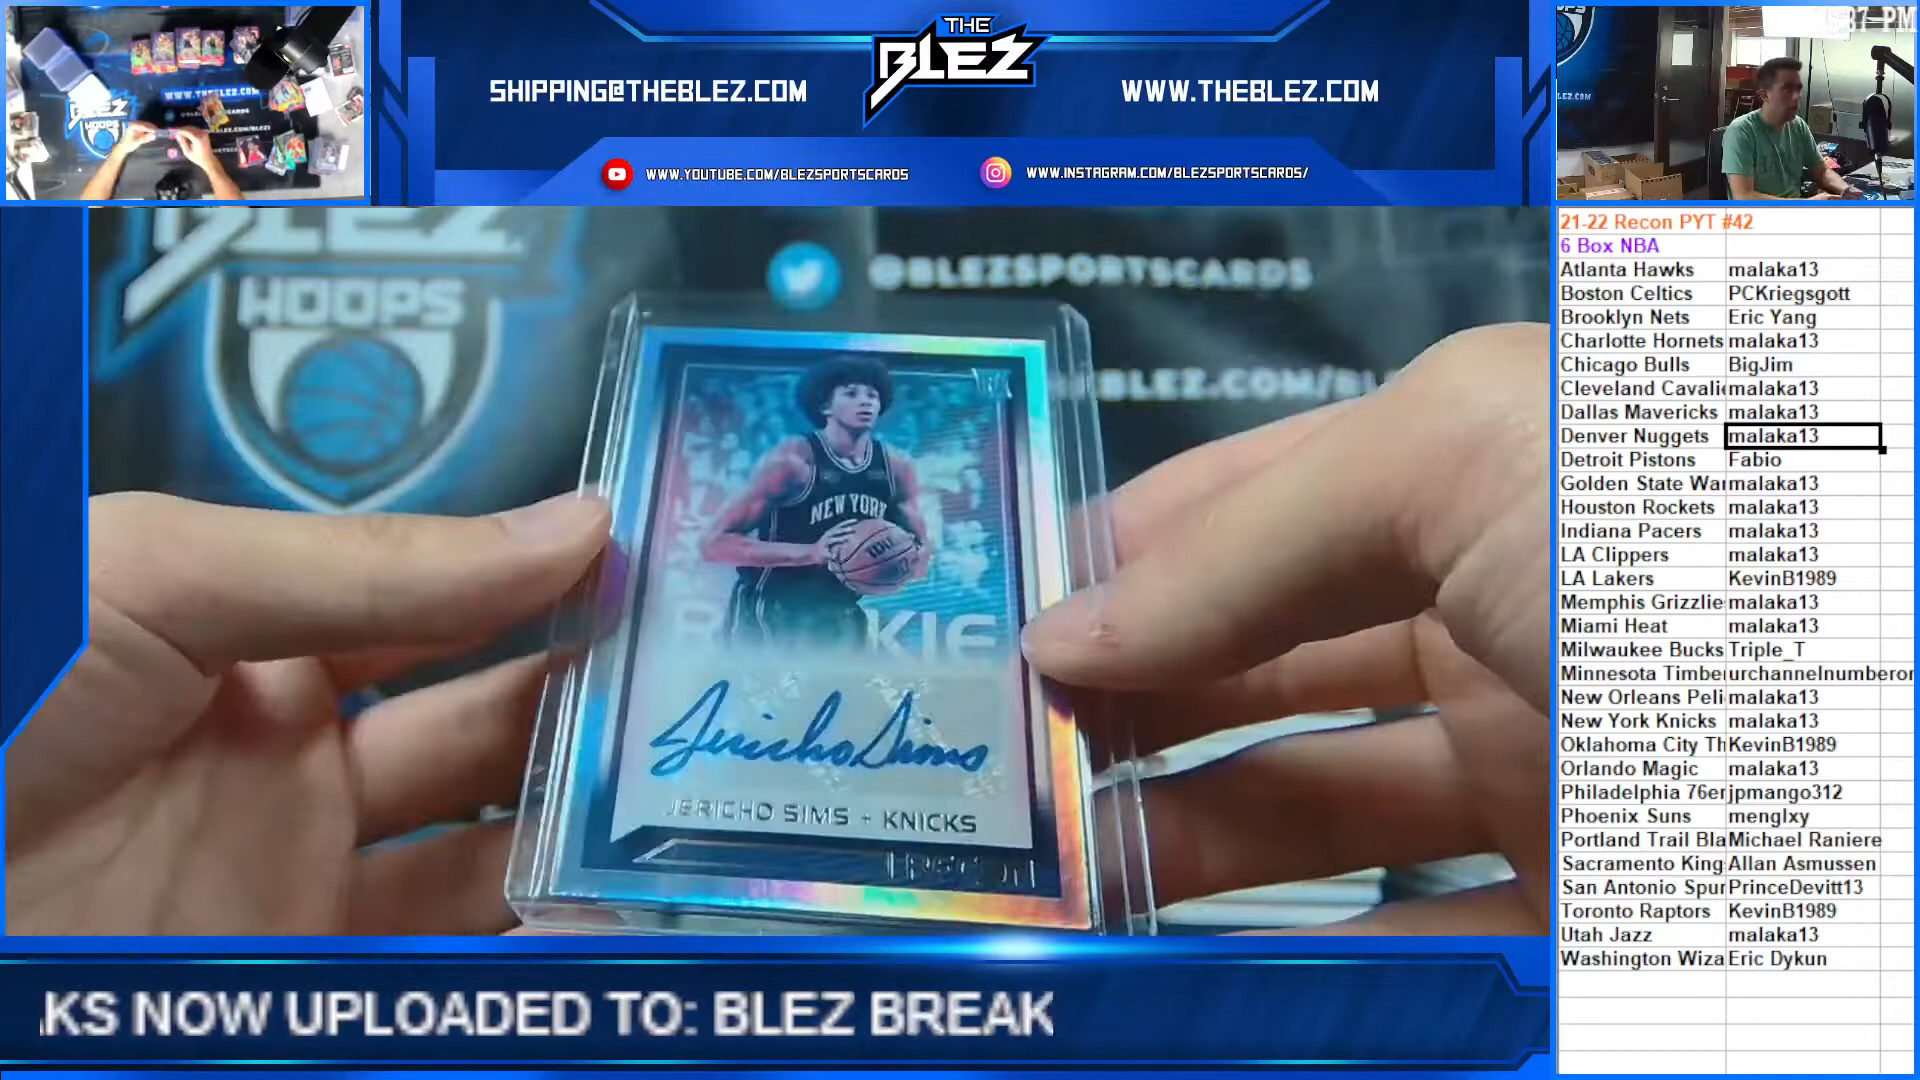 THE
BLEZ
SHIPPING@THEBLEZ.COM
WWW.THEBLEZ.COM
WWW.YOUTUBE.COM/BLEZSPORTSCARDS
WWW.INSTAGRAM.COM/BLEZSPORTSCARDS/
:37 PM
BLEZ
HOOPS
@BLEZSPORTSCARDS
NEW YORK
JERICHO SIMS
JERICHO SIMS - KNICKS
RECON
21-22 Recon PYT #42
6 Box NBA
Atlanta Hawks malaka13
Boston Celtics PCKriegsgott
Brooklyn Nets Eric Yang
Charlotte Hornets malaka13
Chicago Bulls BigJim
Cleveland Cavali malaka13
Dallas Mavericks malaka13
Denver Nuggets malaka13
Detroit Pistons Fabio
Golden State War malaka13
Houston Rockets malaka13
Indiana Pacers malaka13
LA Clippers malaka13
LA Lakers KevinB1989
Memphis Grizzlie malaka13
Miami Heat malaka13
Milwaukee Bucks Triple_T
Minnesota Timbe urchannelnumberor
New Orleans Peli malaka13
New York Knicks malaka13
Oklahoma City Th KevinB1989
Orlando Magic malaka13
Philadelphia 76er jpmango312
Phoenix Suns menglxy
Portland Trail Bla Michael Raniere
Sacramento King Allan Asmussen
San Antonio Spur PrinceDevitt13
Toronto Raptors KevinB1989
Utah Jazz malaka13
Washington Wiza Eric Dykun
KS NOW UPLOADED TO: BLEZ BREAK